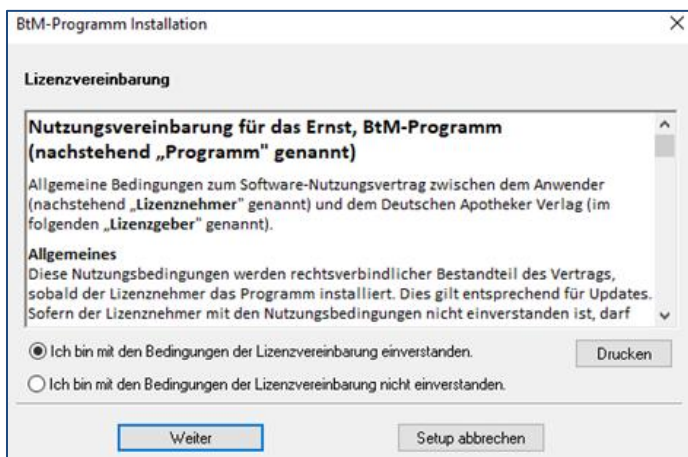 BtM-Programm Installation
Lizenzvereinbarung
Nutzungsvereinbarung für das Ernst, BtM-Programm
(nachstehend „Programm" genannt)
Allgemeine Bedingungen zum Software-Nutzungsvertrag zwischen dem Anwender
(nachstehend „Lizenznehmer" genannt) und dem Deutschen Apotheker Verlag (im
folgenden „Lizenzgeber" genannt).
Allgemeines
Diese Nutzungsbedingungen werden rechtsverbindlicher Bestandteil des Vertrags,
sobald der Lizenznehmer das Programm installiert. Dies gilt entsprechend für Updates.
Sofern der Lizenznehmer mit den Nutzungsbedingungen nicht einverstanden ist, darf
Ich bin mit den Bedingungen der Lizenzvereinbarung einverstanden.
Drucken
Ich bin mit den Bedingungen der Lizenzvereinbarung nicht einverstanden.
Weiter
Setup abbrechen